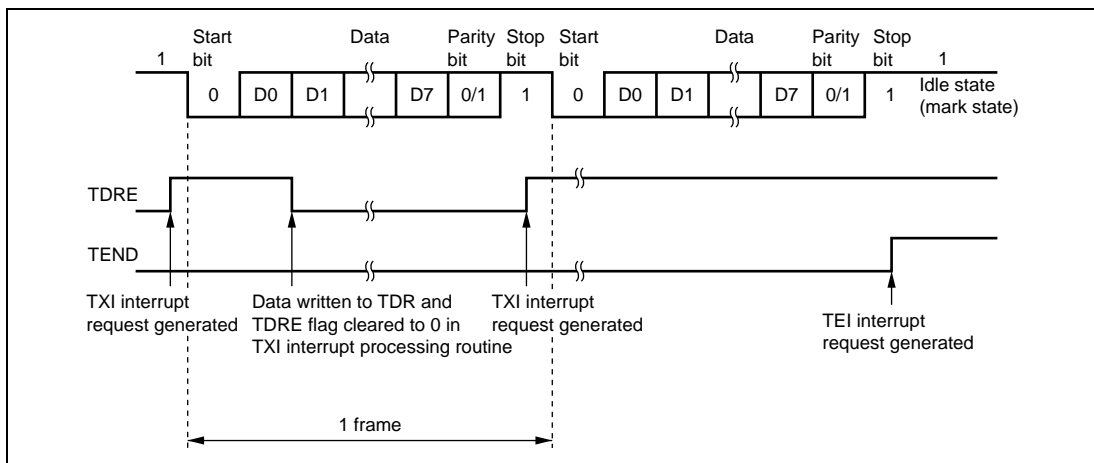 Start bit
Data
Parity bit
Stop bit
Start bit
Data
Parity bit
Stop bit
1
1
0
D0
D1
D7
0/1
1
0
D0
D1
D7
0/1
1
Idle state
(mark state)
TDRE
TEND
TXI interrupt
request generated
Data written to TDR and
TDRE flag cleared to 0 in
TXI interrupt processing routine
TXI interrupt
request generated
TEI interrupt
request generated
1 frame